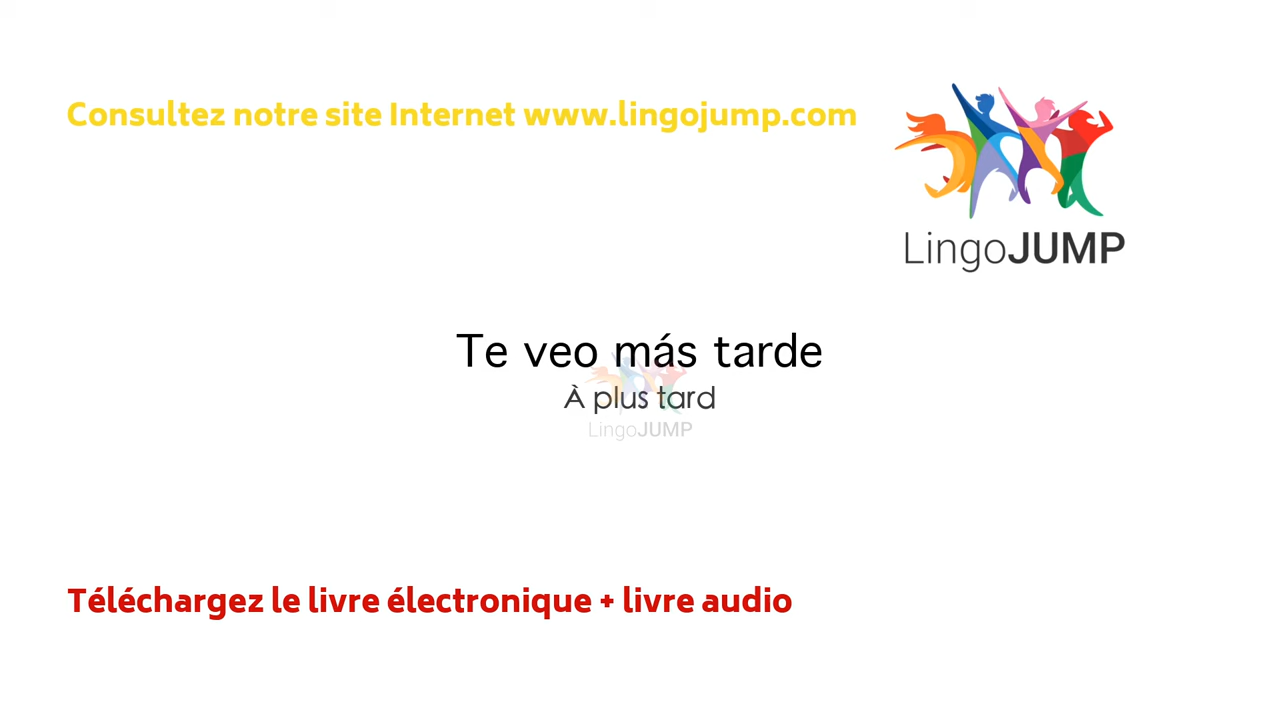 Consultez notre site Internet www.lingojump.com
LingoJUMP
Te veo más tarde
À plus tard
LingoJUMP
Téléchargez le livre électronique + livre audio